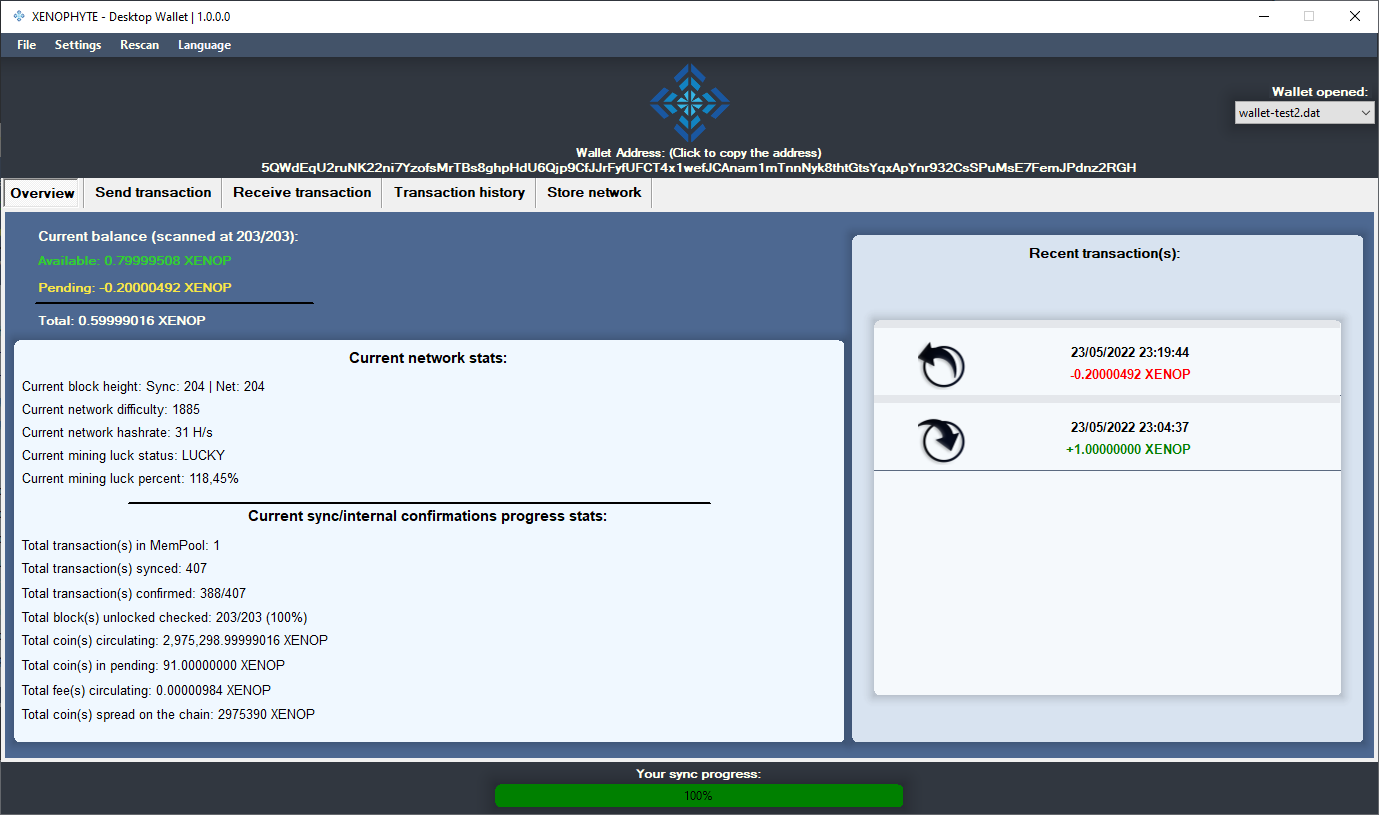 XENOPHYTE - Desktop Wallet | 1.0.0.0
File Settings Rescan Language
Wallet opened:
wallet-test2.dat
Wallet Address: (Click to copy the address)
5QWdEqU2ruNK22ni7YzofsMrTBs8ghpHdU6Qjp9CfJJrFyfUFCT4x1wefJCAnam1mTnnNyk8thtGtsYqxApYnr932CsSPuMsE7FemJPdnz2RGH
Overview Send transaction Receive transaction Transaction history Store network
Current balance (scanned at 203/203):
Available: 0.79999508 XENOP
Pending: -0.20000492 XENOP
Total: 0.59999016 XENOP
Current network stats:
Current block height: Sync: 204 | Net: 204
Current network difficulty: 1885
Current network hashrate: 31 H/s
Current mining luck status: LUCKY
Current mining luck percent: 118,45%
Current sync/internal confirmations progress stats:
Total transaction(s) in MemPool: 1
Total transaction(s) synced: 407
Total transaction(s) confirmed: 388/407
Total block(s) unlocked checked: 203/203 (100%)
Total coin(s) circulating: 2,975,298.99999016 XENOP
Total coin(s) in pending: 91.00000000 XENOP
Total fee(s) circulating: 0.00000984 XENOP
Total coin(s) spread on the chain: 2975390 XENOP
Recent transaction(s):
23/05/2022 23:19:44
-0.20000492 XENOP
23/05/2022 23:04:37
+1.00000000 XENOP
Your sync progress:
100%